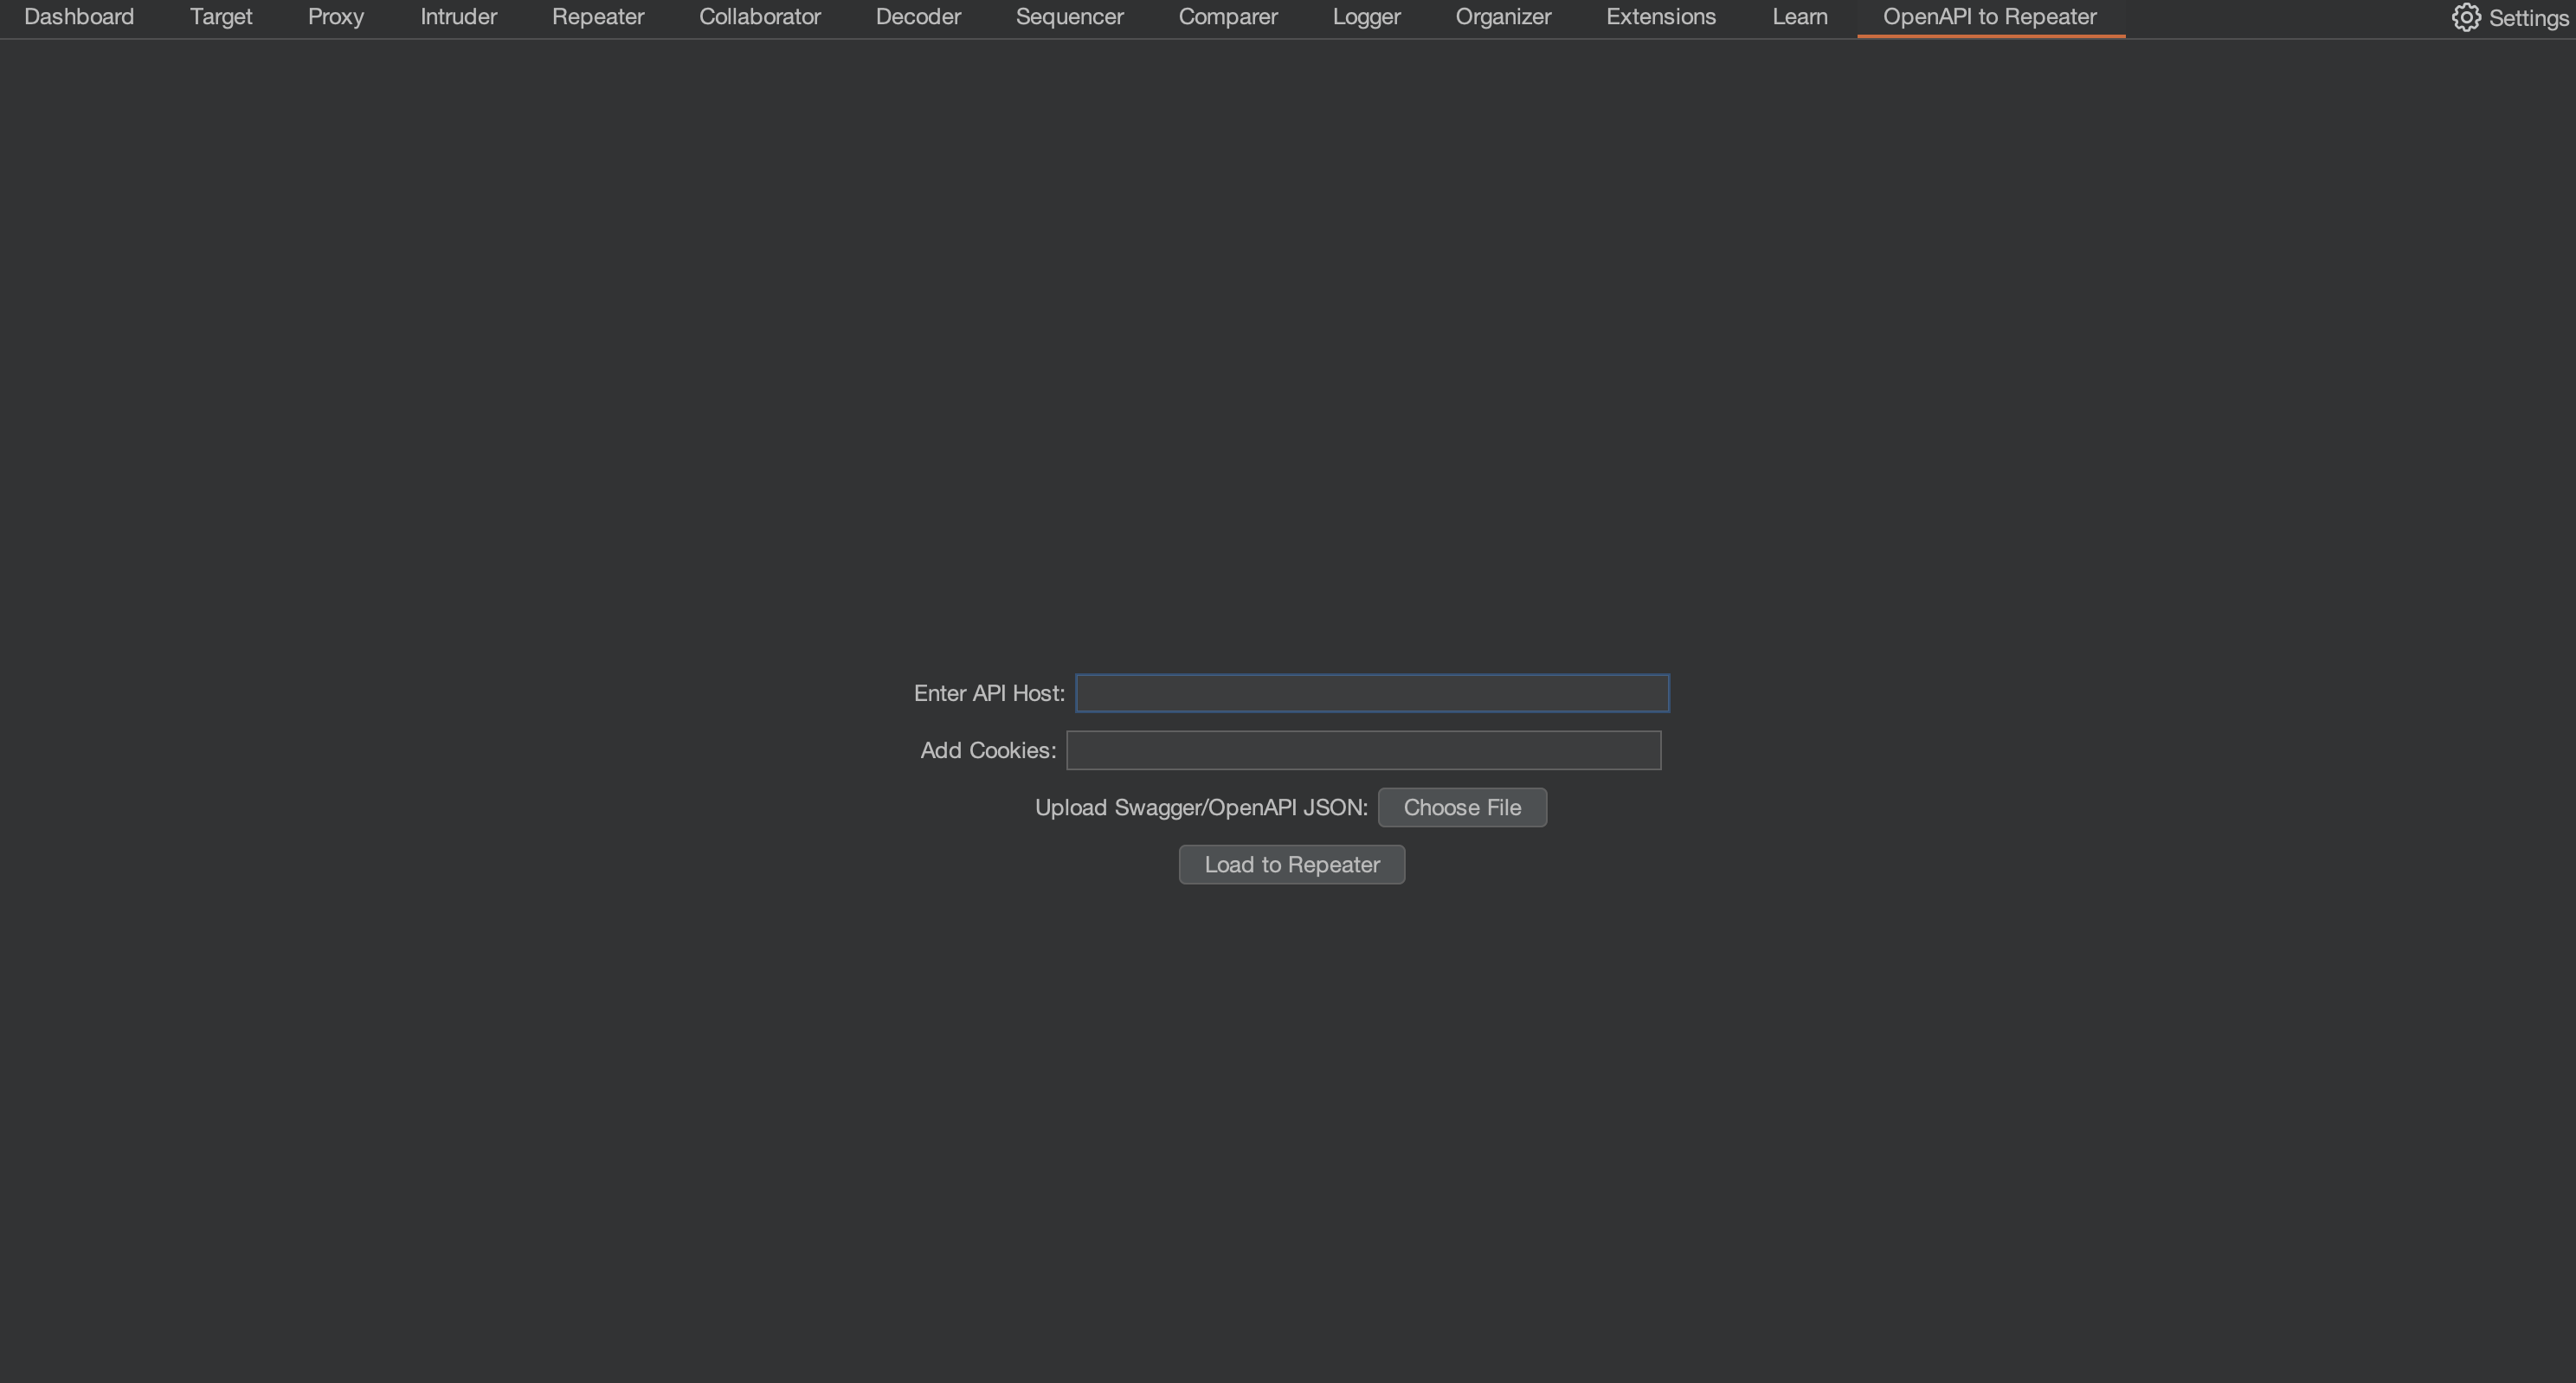 Dashboard Target Proxy Intruder Repeater Collaborator Decoder Sequencer Comparer Logger Organizer Extensions Learn OpenAPI to Repeater Settings
Enter API Host:
Add Cookies:
Upload Swagger/OpenAPI JSON: Choose File
Load to Repeater